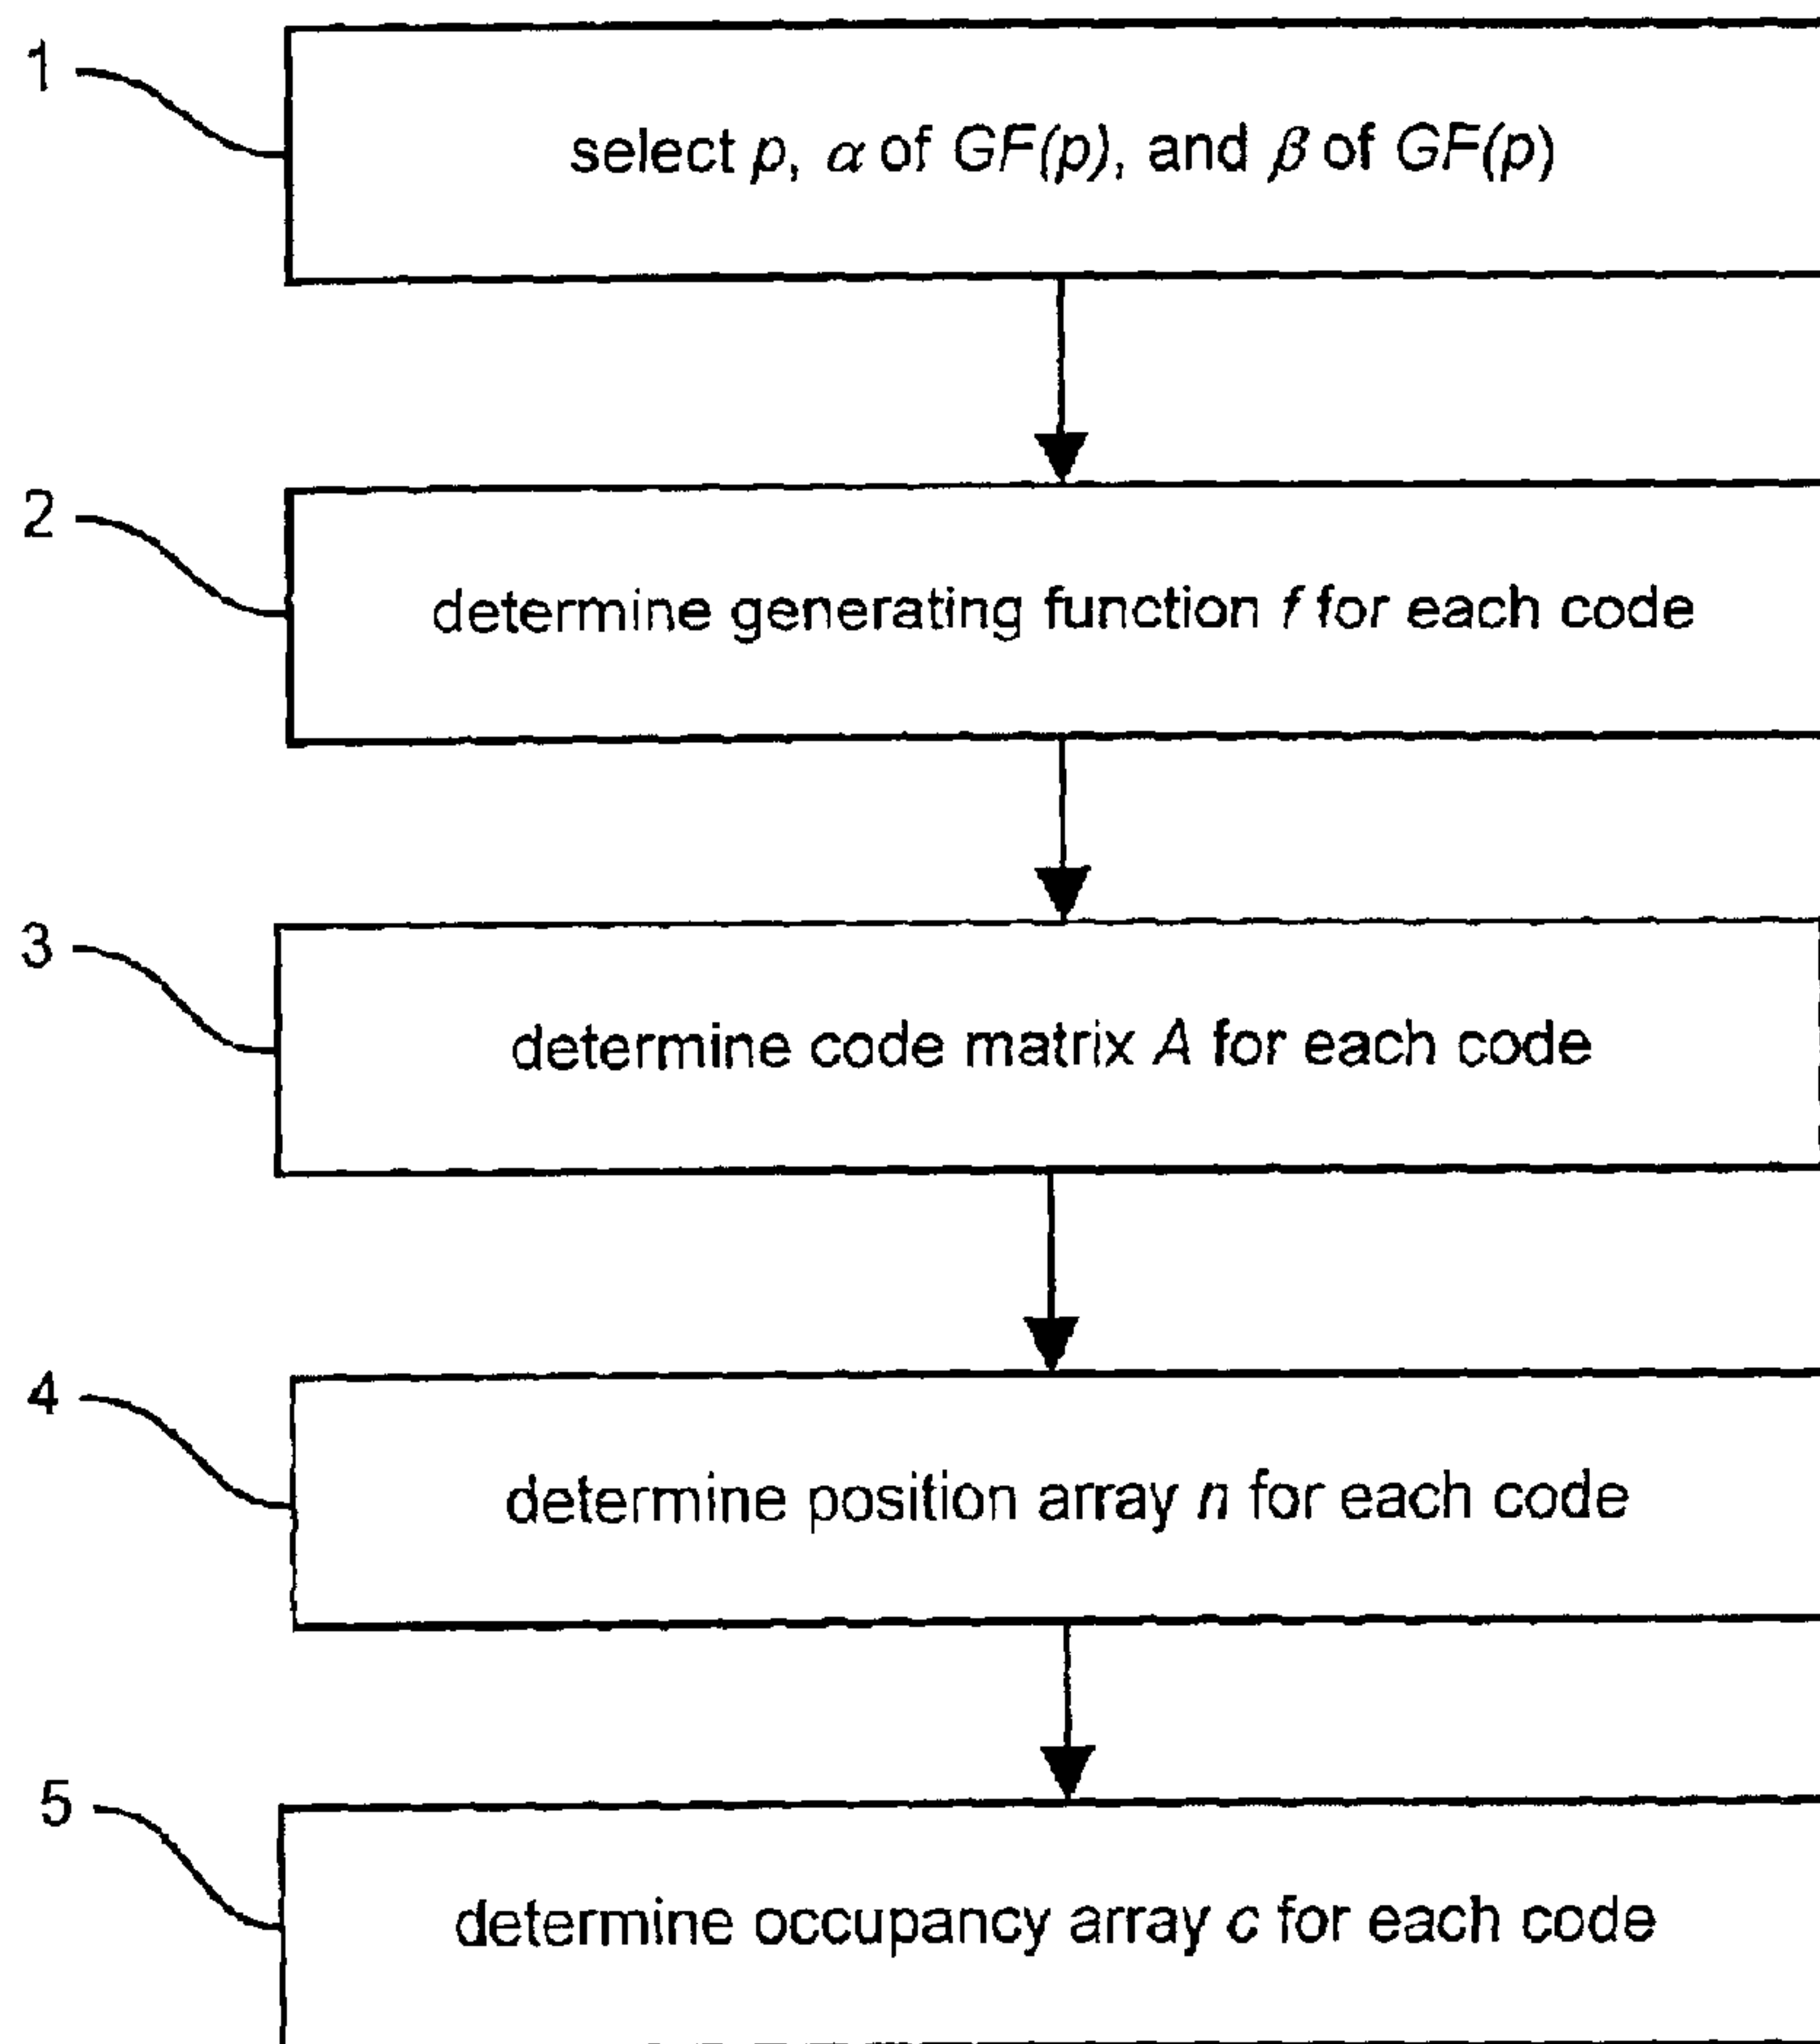 1
select p, α of GF(p), and β of GF(p)
2
determine generating function f for each code
3
determine code matrix A for each code
4
determine position array n for each code
5
determine occupancy array c for each code